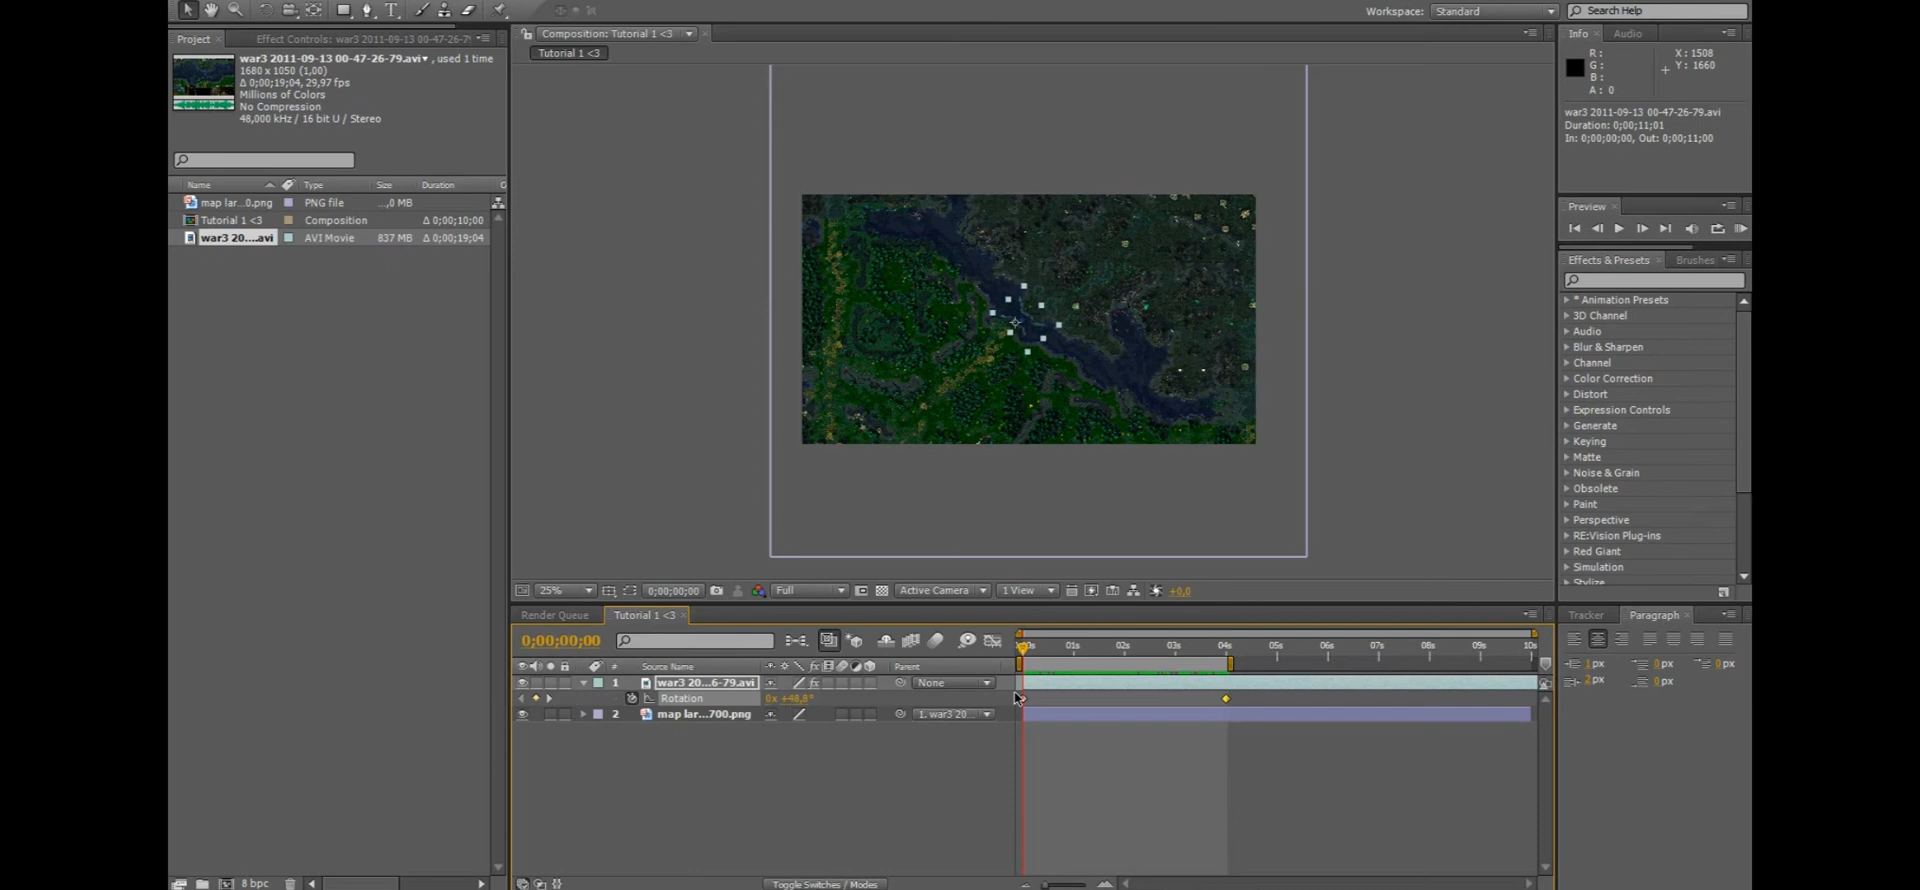 Workspace: Standard
Search Help
Project
Effect Controls: war3 2011-09-13 00-47-26-7
war3 2011-09-13 00-47-26-79.avi, used 1 time
1680 x 1050 (1,00)
Δ 0;00;19;04, 29,97 fps
Millions of Colors
No Compression
48,000 kHz / 16 bit U / Stereo
Name Type Size Duration
map lar...0.png PNG file ...,0 MB
Tutorial 1 <3 Composition Δ 0;00;10;00
war3 20....avi AVI Movie 837 MB Δ 0;00;19;04
8 bpc
Composition: Tutorial 1 <3
Tutorial 1 <3
25% 0;00;00;00 Full Active Camera 1 View +0,0
Info Audio
R: X: 1508
G: Y: 1660
B:
A: 0
war3 2011-09-13 00-47-26-79.avi
Duration: 0;00;11;01
In: 0;00;00;00, Out: 0;00;11;00
Preview
Effects & Presets Brushes
* Animation Presets
3D Channel
Audio
Blur & Sharpen
Channel
Color Correction
Distort
Expression Controls
Generate
Keying
Matte
Noise & Grain
Obsolete
Paint
Perspective
RE:Vision Plug-ins
Red Giant
Simulation
Stylize
Render Queue Tutorial 1 <3
0;00;00;00
01s 02s 03s 04s 05s 06s 07s 08s 09s 10s
# Source Name Parent
1 war3 20...6-79.avi None
Rotation 0x +48,8°
2 map lar...700.png 1. war3 20...
Toggle Switches / Modes
Tracker Paragraph
1 px 0 px 0 px
2 px 0 px